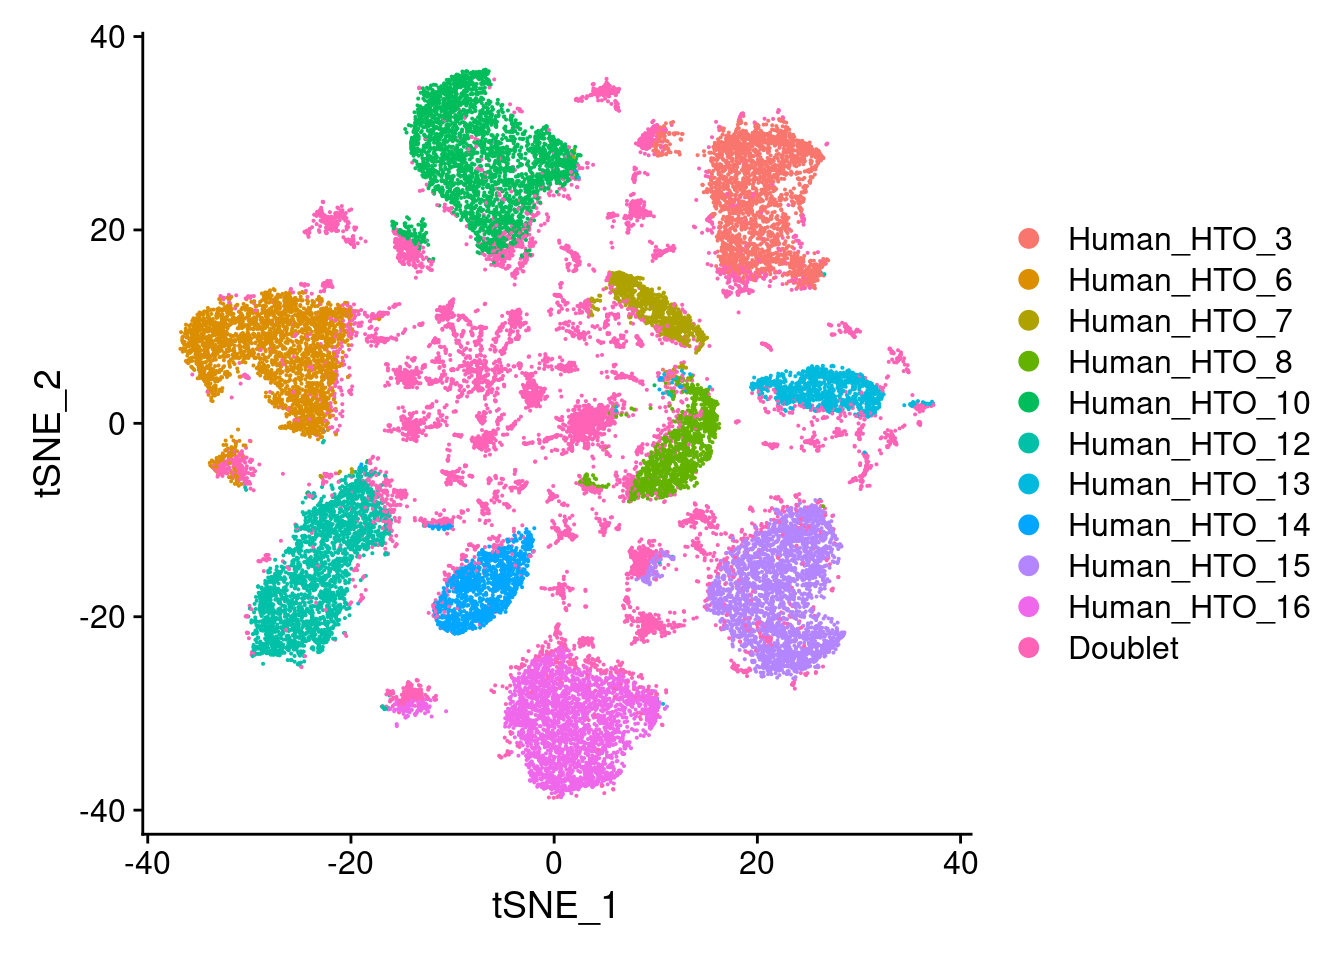 40
20
0
-20
-40
tSNE_2
-40
-20
0
20
40
tSNE_1
Human_HTO_3
Human_HTO_6
Human_HTO_7
Human_HTO_8
Human_HTO_10
Human_HTO_12
Human_HTO_13
Human_HTO_14
Human_HTO_15
Human_HTO_16
Doublet